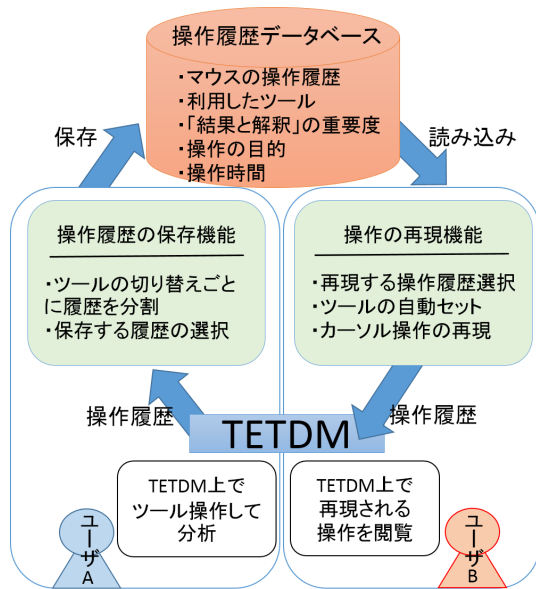 操作履歴データベース
・マウスの操作履歴
・利用したツール
・「結果と解釈」の重要度
・操作の目的
・操作時間
保存
読み込み
操作履歴の保存機能
・ツールの切り替えごと
に履歴を分割
・保存する履歴の選択
操作の再現機能
・再現する操作履歴選択
・ツールの自動セット
・カーソル操作の再現
操作履歴
操作履歴
TETDM
TETDM上で
ツール操作して
分析
TETDM上で
再現される
操作を閲覧
ユーザA
ユーザB